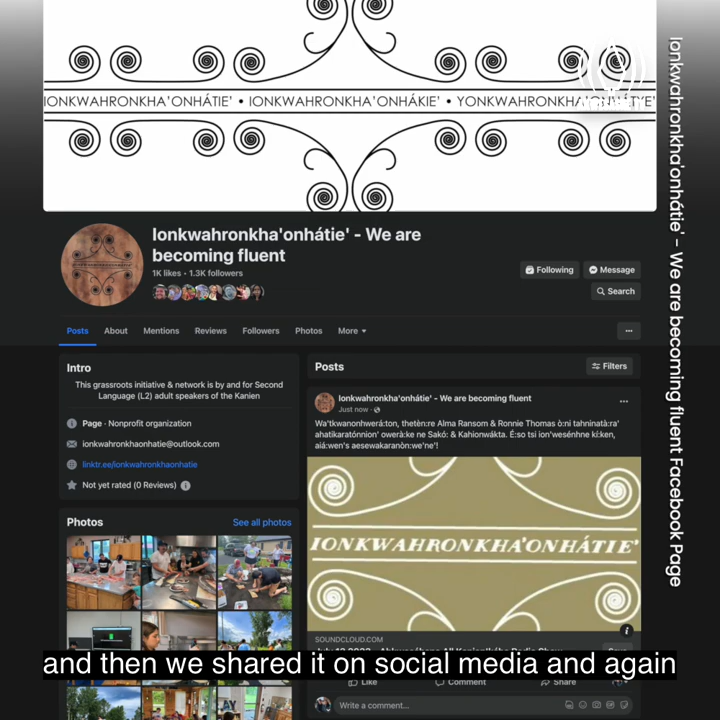 IONKWAHRONKHA'ONHÁTIE' • IONKWAHRONKHA'ONHÁKIE' •
Ionkwahronkha'onhátie' - We are
becoming fluent
1K likes • 1.3K followers
Following
Message
Search
Posts
About
Mentions
Reviews
Followers
Photos
More
Intro
This grassroots initiative & network is by and for Second
Language (L2) adult speakers of the Kanien
Page · Nonprofit organization
ionkwahronkhaonhatie@outlook.com
linktr.ee/ionkwahronkhaonhatie
Not yet rated (0 Reviews)
Photos
See all photos
Posts
Filters
Ionkwahronkha'onhátie' - We are becoming fluent
Just now
Wa'tkwanonhwerá:ton, thetèn:re Alma Ransom & Ronnie Thomas ò:ni tahninatà:ra'
ahatikaratónnion' owerà:ke ne Sakó: & Kahionwákta. É:so tsi ion'wesénhne kí:ken,
aiá:wen's aesewakaranòn:we'ne'!
IONKWAHRONKHA'ONHÁTIE'
SOUNDCLOUD.COM
Like
Comment
Share
Write a comment...
and then we shared it on social media and again
Ionkwahronkha'onhátie' - We are becoming fluent Facebook Page